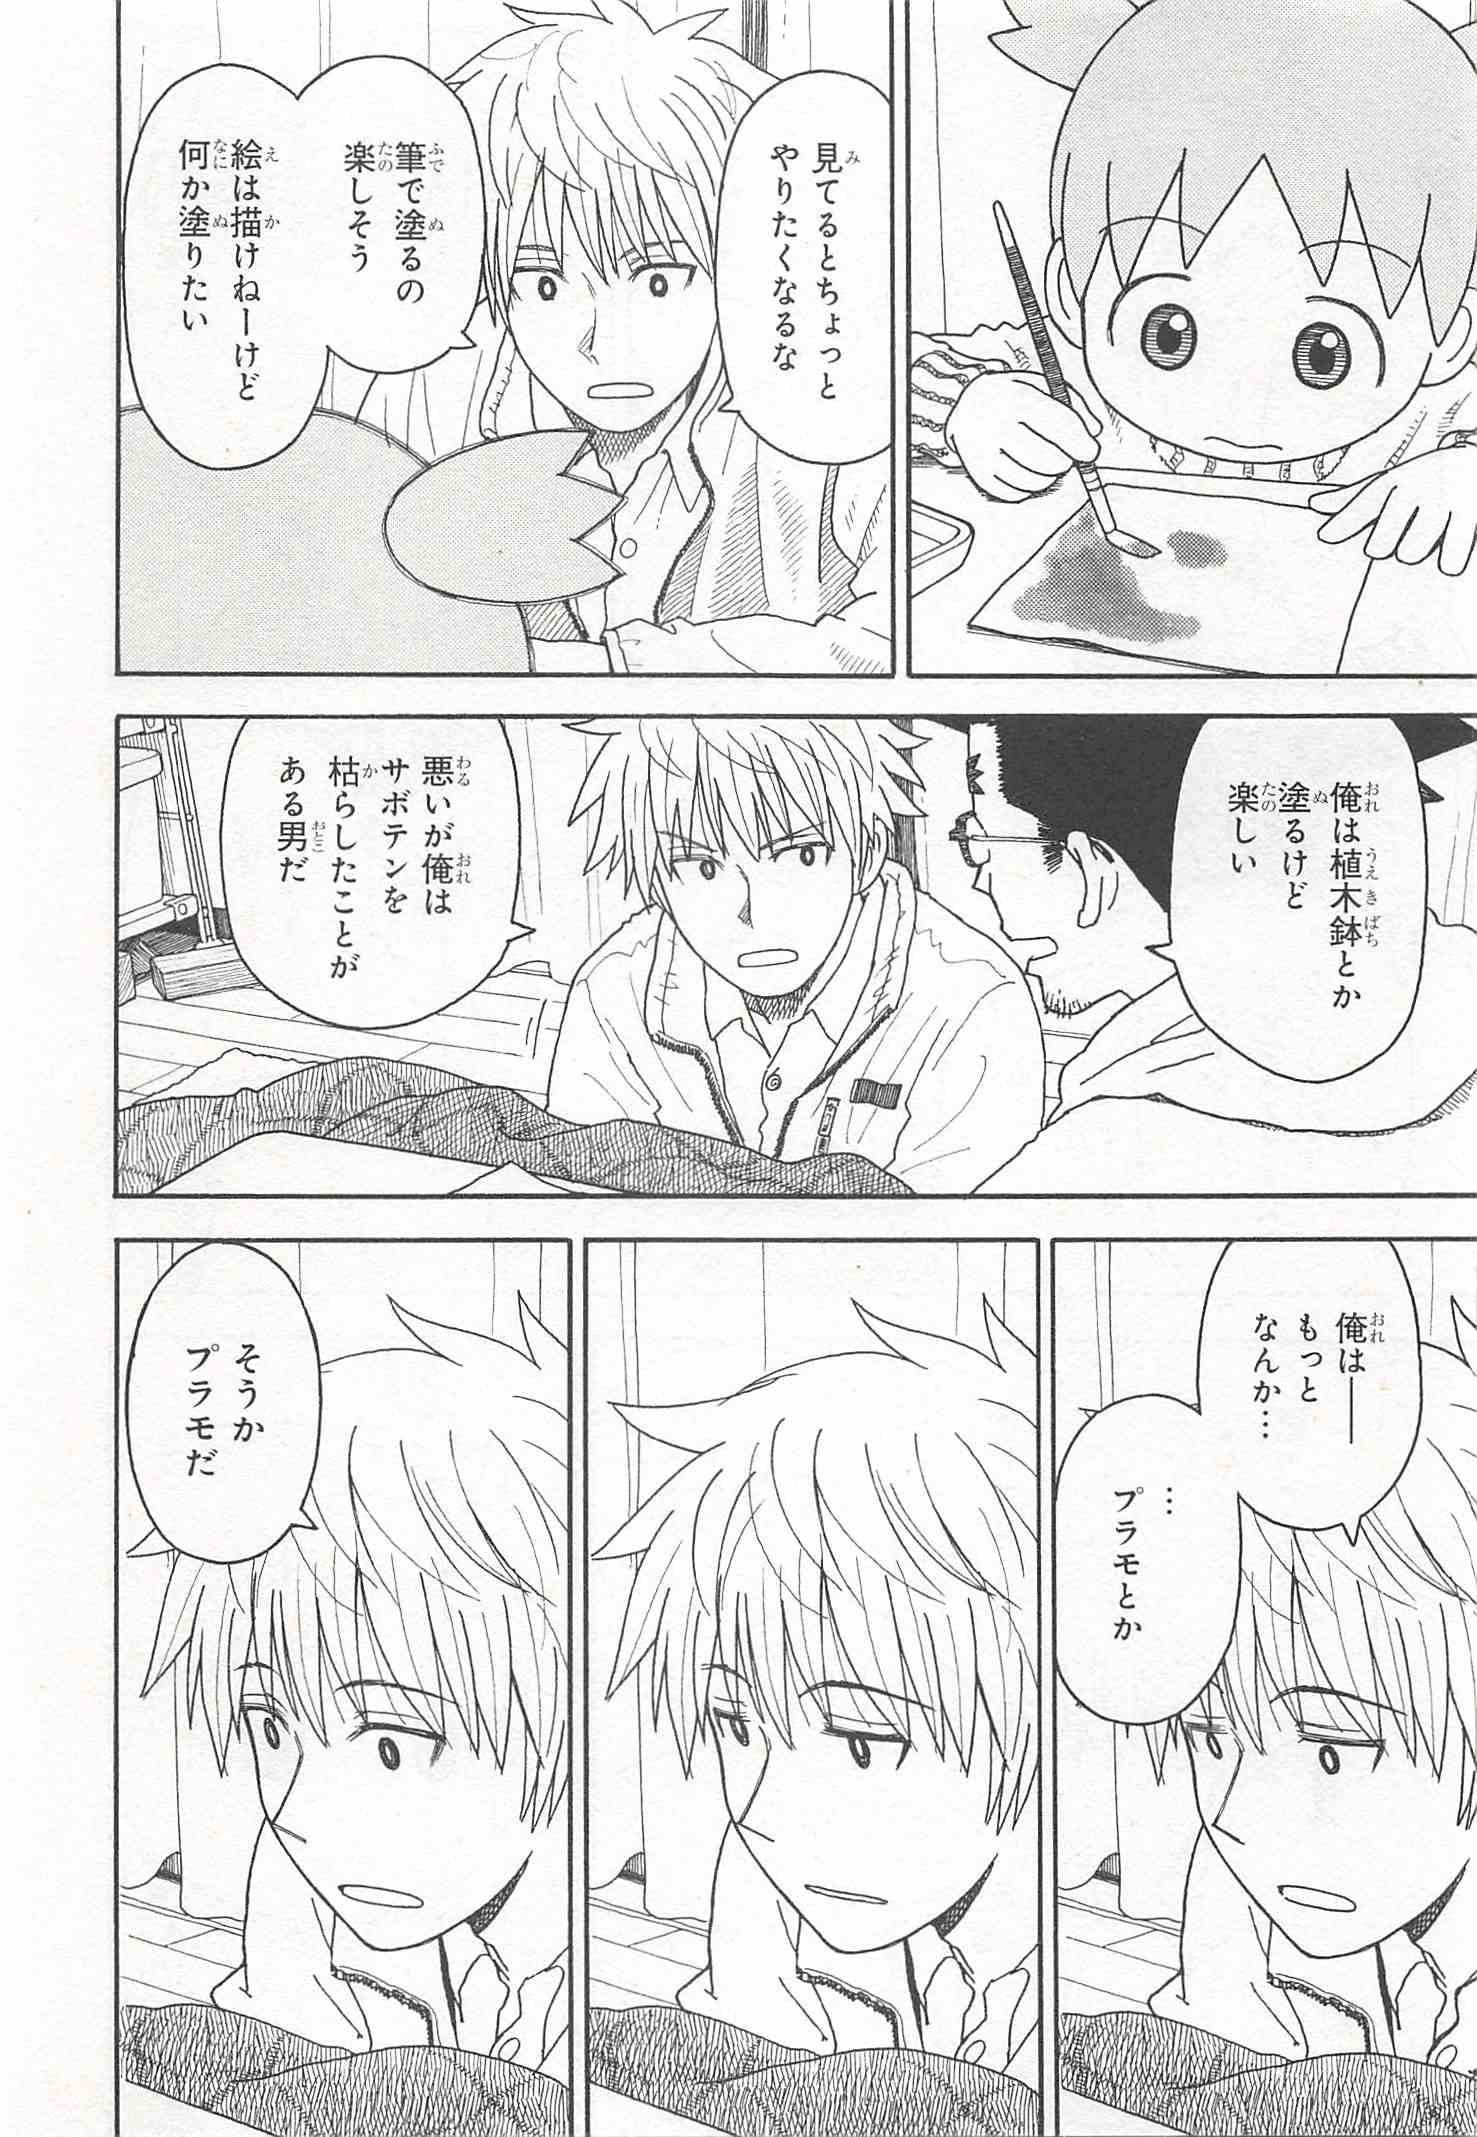 見てるとちょっと
やりたくなるな
筆で塗るの
楽しそう
絵は描けねーけど
何か塗りたい
俺は植木鉢とか
塗るけど
楽しい
悪いが俺は
サボテンを
枯らしたことが
ある男だ
俺は──
もっと
なんか…
…
プラモとか
そうか
プラモだ